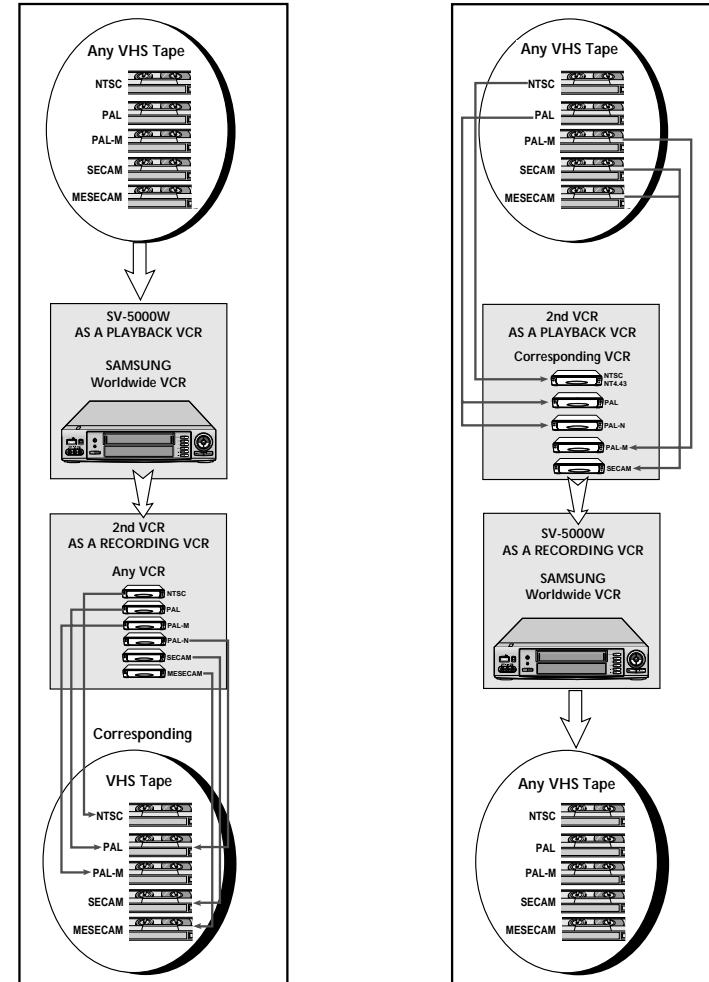 Any VHS Tape
NTSC
PAL
PAL-M
SECAM
MESECAM
SV-5000W
AS A PLAYBACK VCR
SAMSUNG
Worldwide VCR
2nd VCR
AS A RECORDING VCR
Any VCR
NTSC
PAL
PAL-M
PAL-N
SECAM
MESECAM
Corresponding
VHS Tape
NTSC
PAL
PAL-M
SECAM
MESECAM
Any VHS Tape
NTSC
PAL
PAL-M
SECAM
MESECAM
2nd VCR
AS A PLAYBACK VCR
Corresponding VCR
NTSC
NT4.43
PAL
PAL-N
PAL-M
SECAM
SV-5000W
AS A RECORDING VCR
SAMSUNG
Worldwide VCR
Any VHS Tape
NTSC
PAL
PAL-M
SECAM
MESECAM